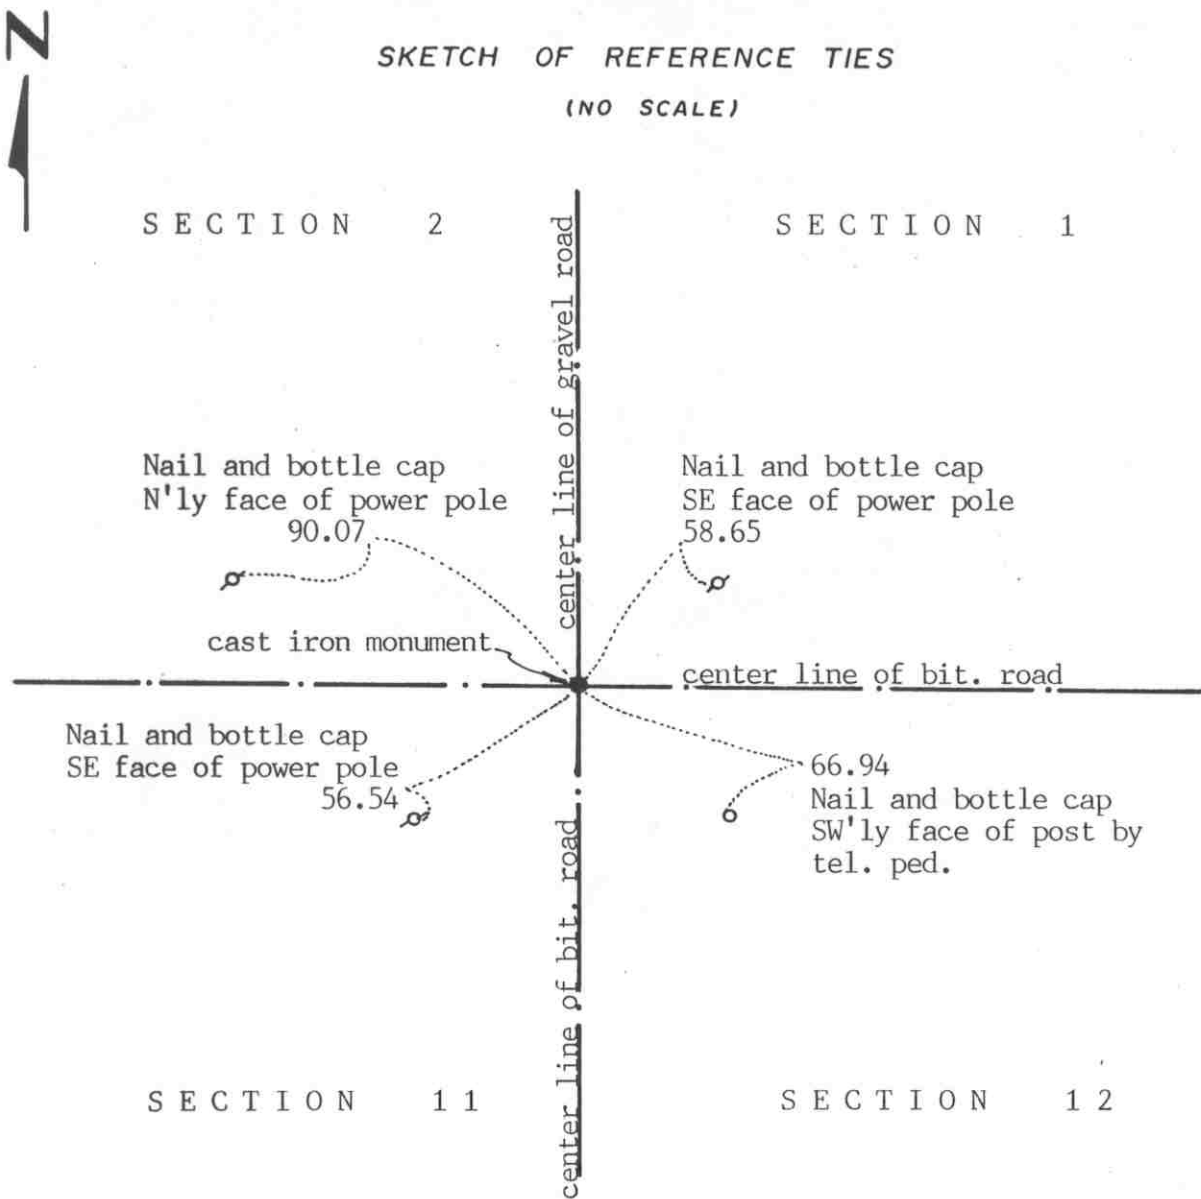 N
SKETCH OF REFERENCE TIES
(NO SCALE)
SECTION 2
SECTION 1
center line of gravel road
Nail and bottle cap
N'ly face of power pole
90.07
Nail and bottle cap
SE face of power pole
58.65
cast iron monument
center line of bit. road
Nail and bottle cap
SE face of power pole
56.54
66.94
Nail and bottle cap
SW'ly face of post by
tel. ped.
center line of bit. road
SECTION 11
SECTION 12